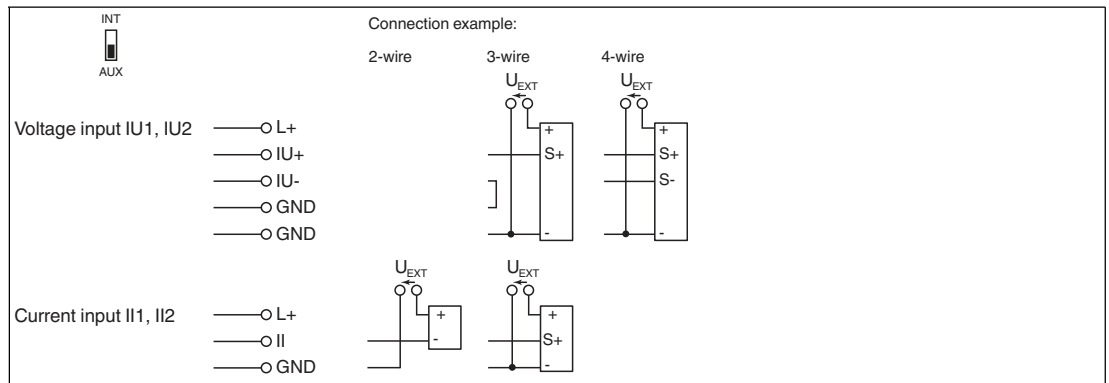 INT
AUX
Connection example:
2-wire 3-wire 4-wire
U_EXT U_EXT
Voltage input IU1, IU2
L+ + +
IU+ S+ S+
IU- S-
GND
GND - -
U_EXT U_EXT
Current input II1, II2
L+ + +
II - S+
GND -